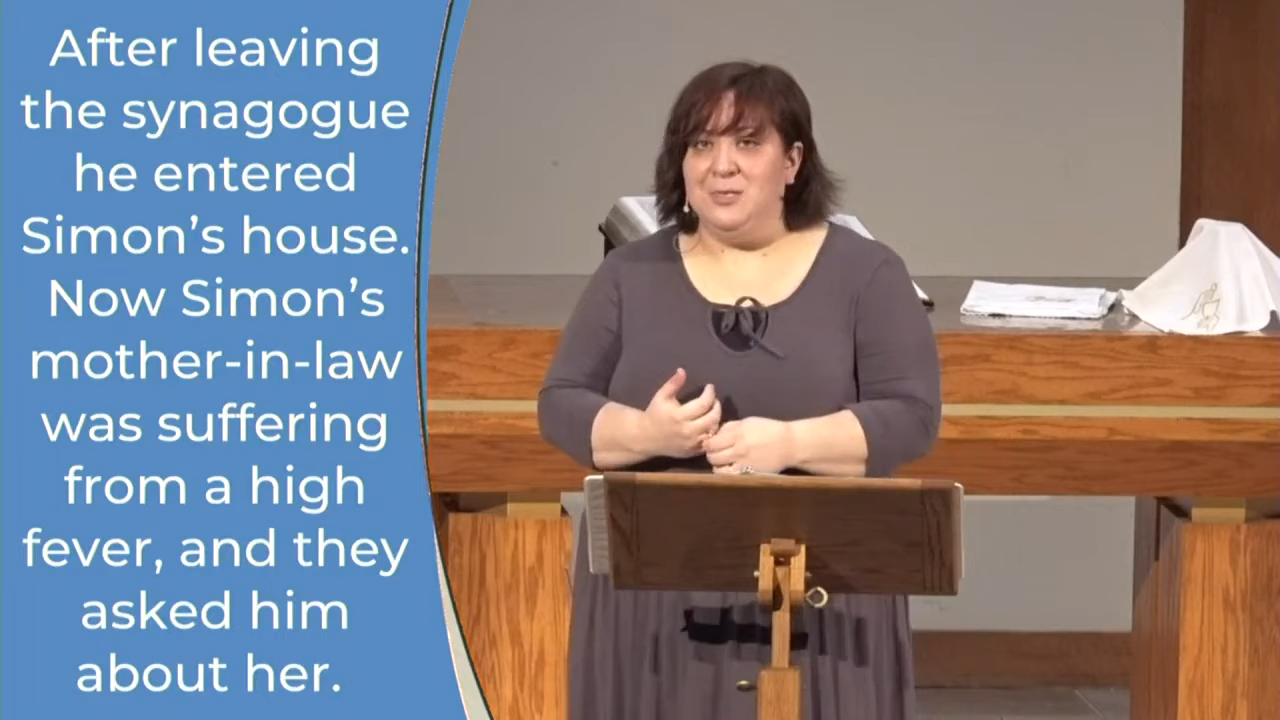 After leaving
the synagogue
he entered
Simon’s house.
Now Simon’s
mother-in-law
was suffering
from a high
fever, and they
asked him
about her.